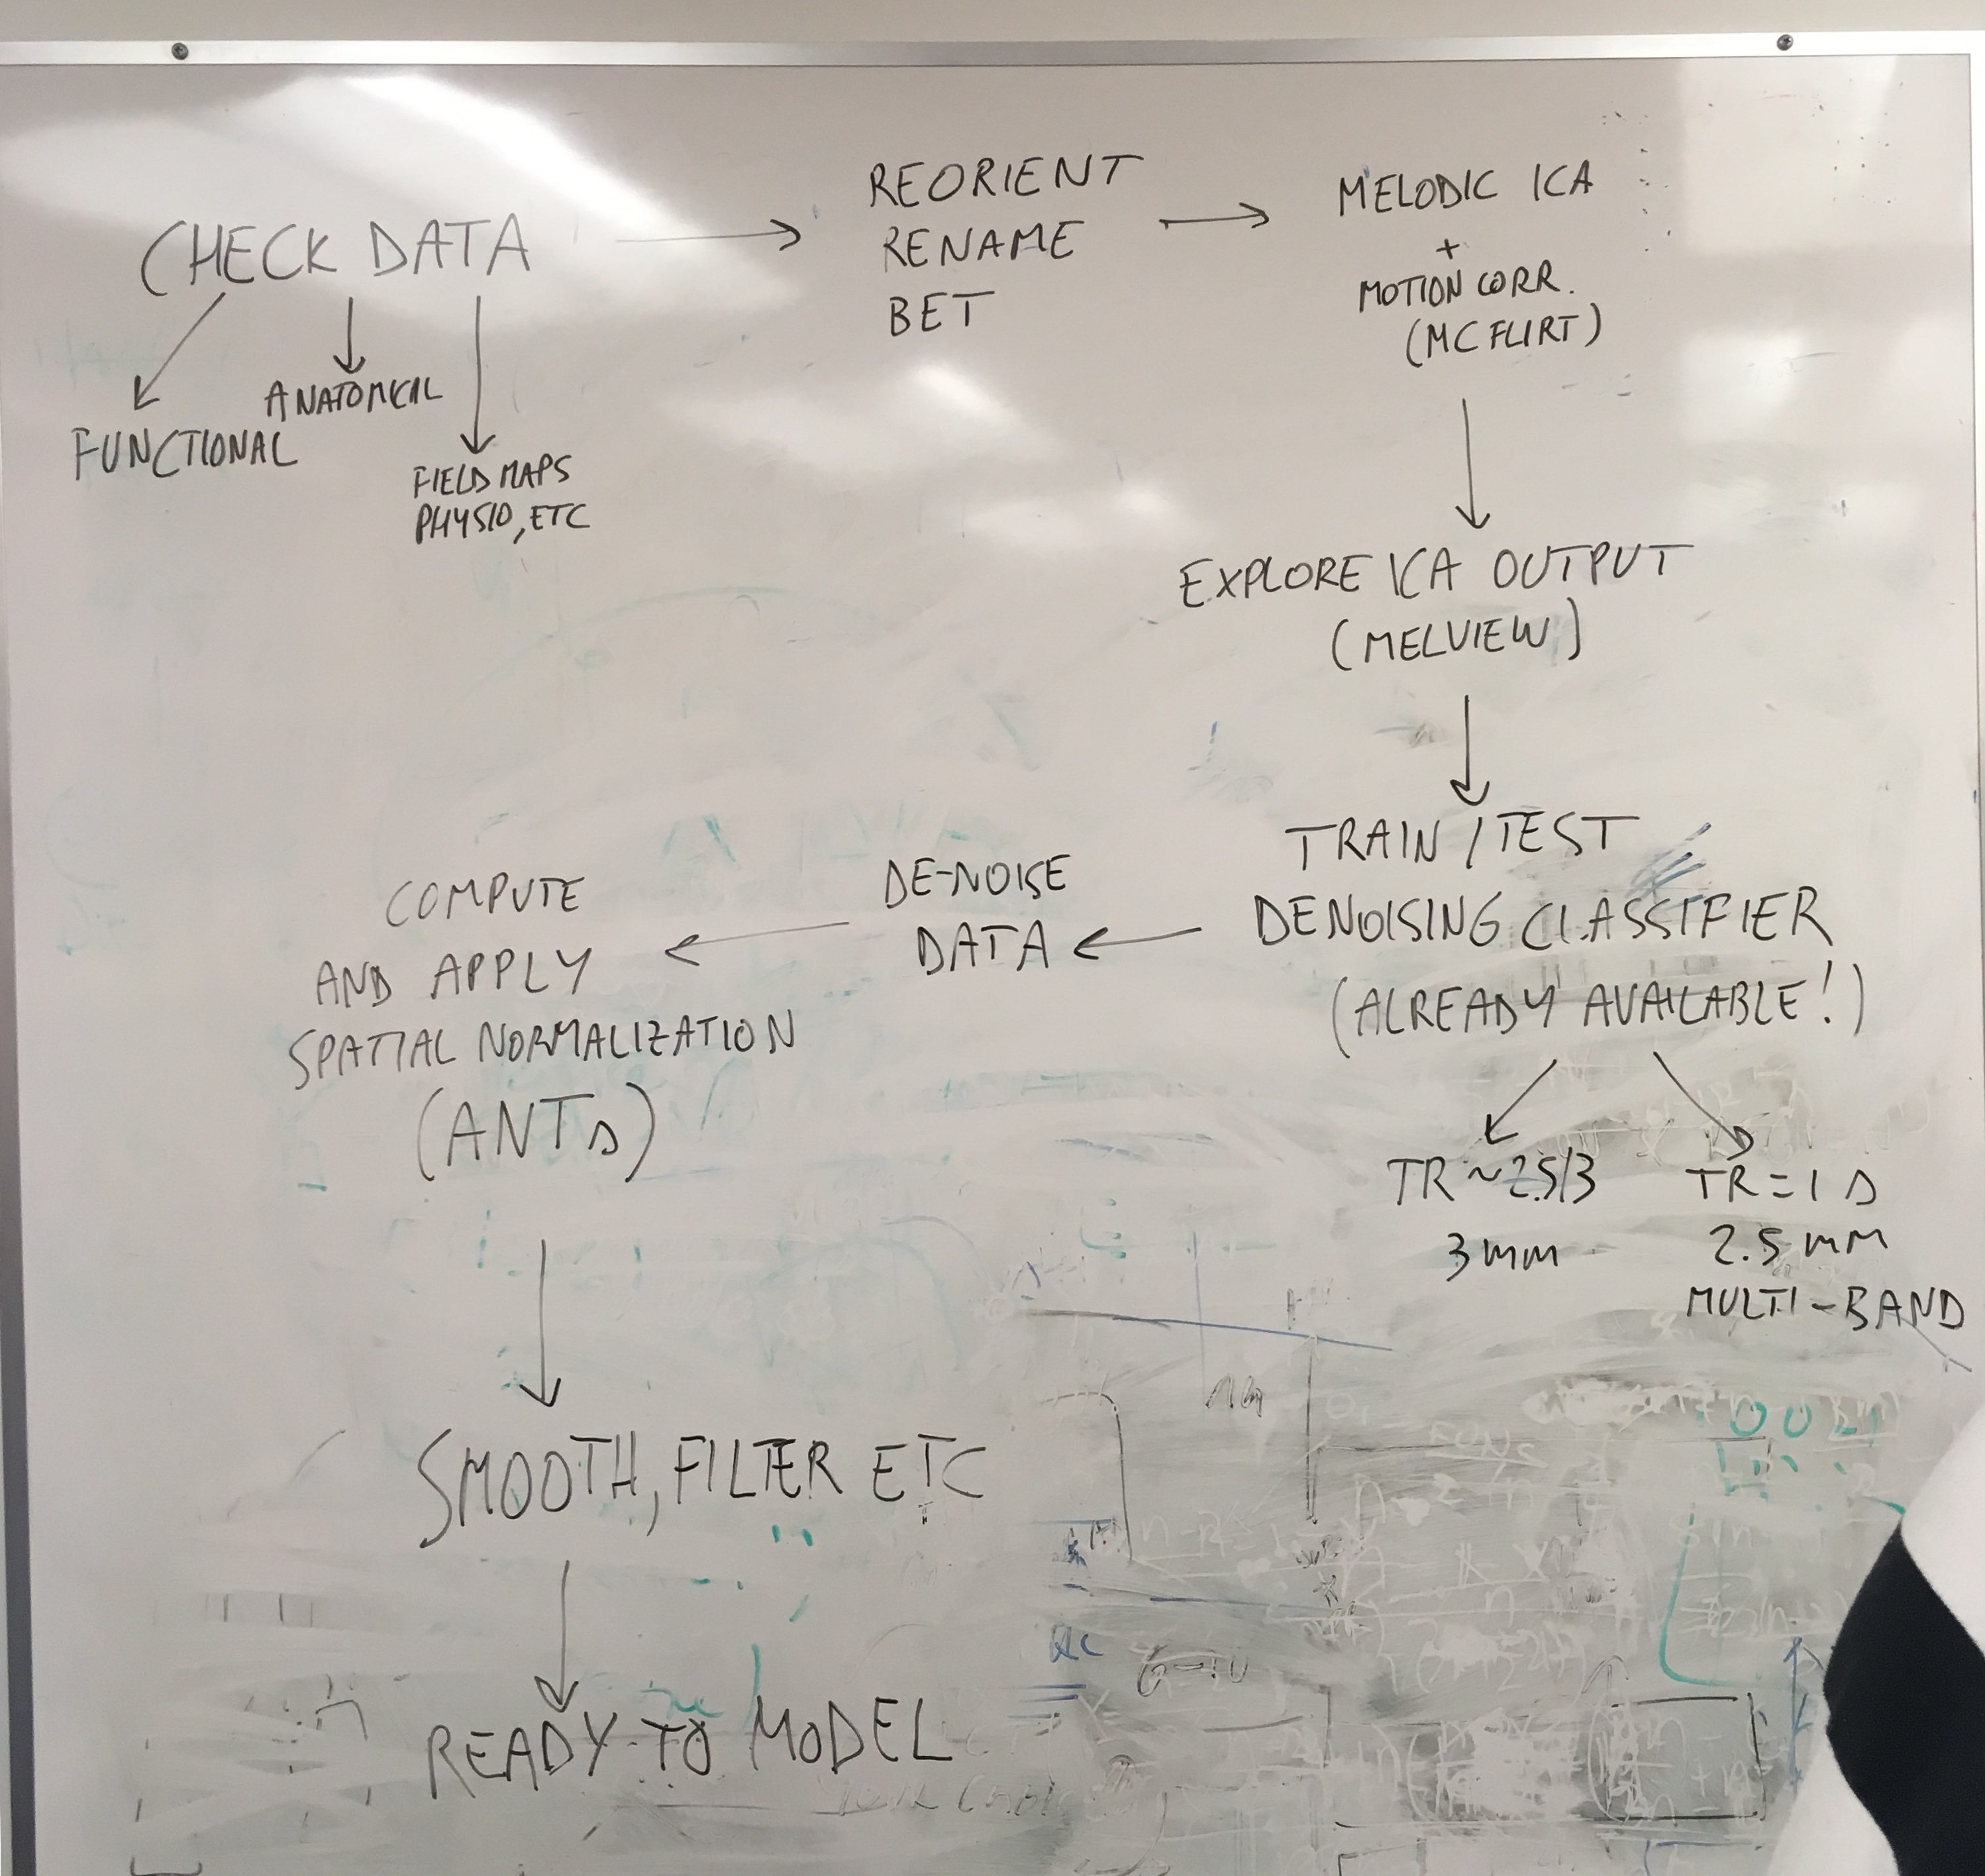 CHECK DATA
FUNCTIONAL
ANATOMICAL
FIELD MAPS
PHYSIO, ETC
REORIENT
RENAME
BET
MELODIC ICA
+
MOTION CORR.
(MCFLIRT)
EXPLORE ICA OUTPUT
(MELVIEW)
TRAIN / TEST
DENOISING CLASSIFIER
(ALREADY AVAILABLE!)
TR ~2.5/3
3 mm
TR = 1 s
2.5 mm
MULTI-BAND
DE-NOISE
DATA
COMPUTE
AND APPLY
SPATIAL NORMALIZATION
(ANTs)
SMOOTH, FILTER ETC
READY TO MODEL